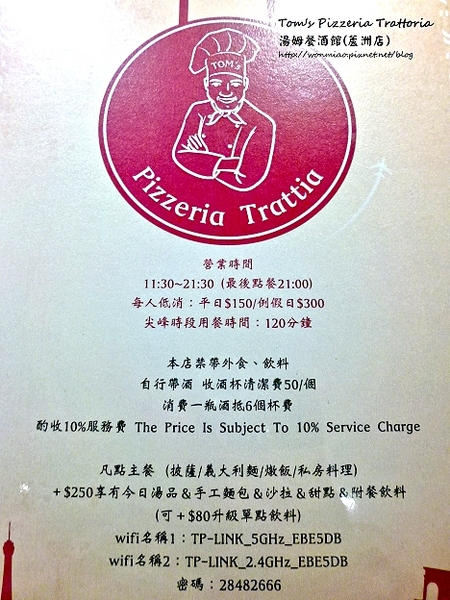 Tom's Pizzeria Trattoria
湯姆餐酒館(蘆洲店)
http://wonmiao.pixnet.net/blog
TOM's
Pizzeria Trattia
營業時間
11:30~21:30 (最後點餐21:00)
每人低消：平日$150/例假日$300
尖峰時段用餐時間：120分鐘
本店禁帶外食、飲料
自行帶酒 收酒杯清潔費50/個
消費一瓶酒抵6個杯費
酌收10%服務費 The Price Is Subject To 10% Service Charge
凡點主餐 (披薩/義大利麵/燉飯/私房料理)
＋$250享有今日湯品＆手工麵包＆沙拉＆甜點＆附餐飲料
(可＋$80升級單點飲料)
wifi名稱1：TP-LINK_5GHz_EBE5DB
wifi名稱2：TP-LINK_2.4GHz_EBE5DB
密碼：28482666